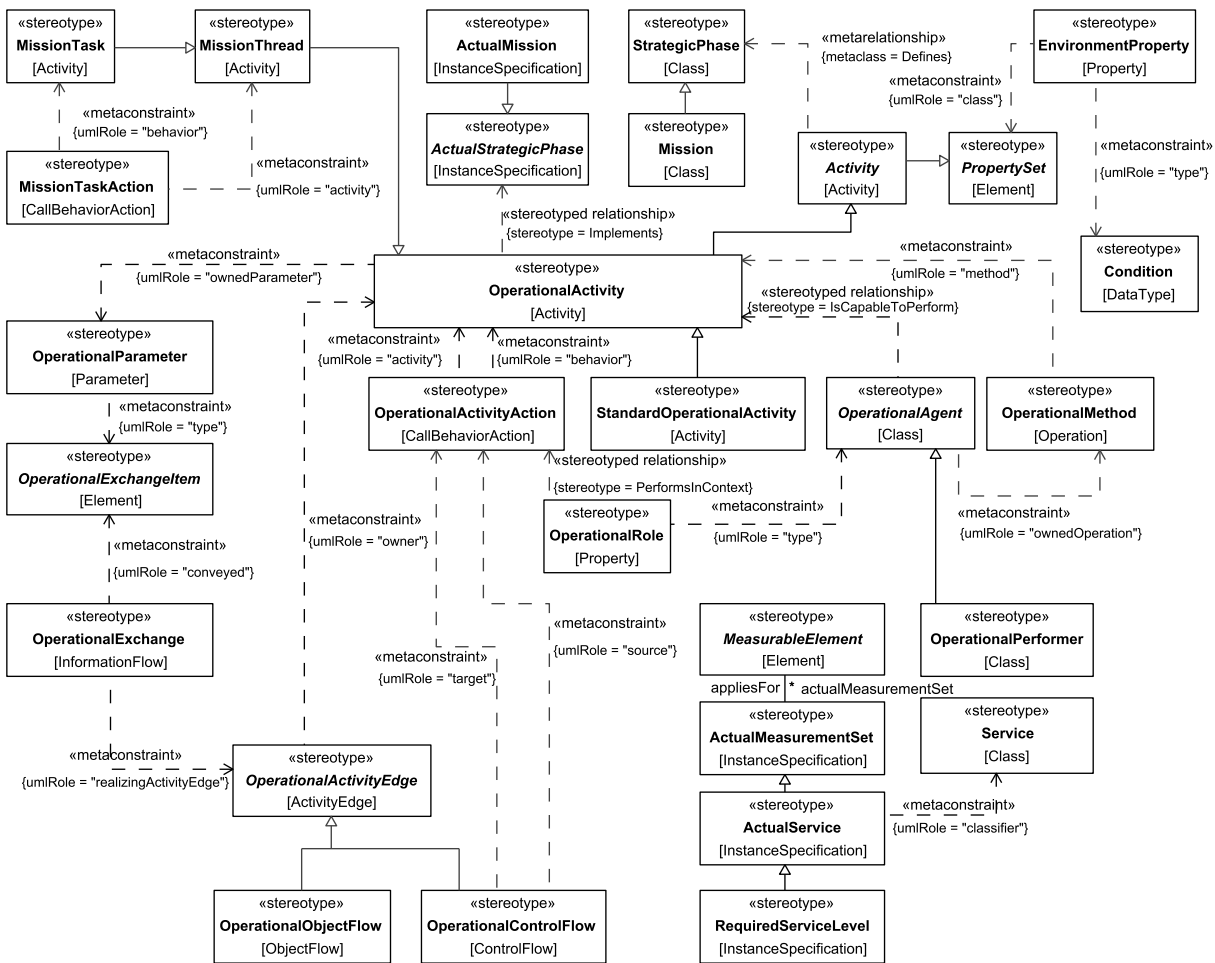 «stereotype»
MissionTask
[Activity]
«stereotype»
MissionThread
[Activity]
«stereotype»
ActualMission
[InstanceSpecification]
«stereotype»
StrategicPhase
[Class]
«metarelationship»
{metaclass = Defines}
«stereotype»
EnvironmentProperty
[Property]
«metaconstraint»
{umlRole = "behavior"}
«metaconstraint»
{umlRole = "class"}
«stereotype»
MissionTaskAction
[CallBehaviorAction]
«metaconstraint»
{umlRole = "activity"}
«stereotype»
ActualStrategicPhase
[InstanceSpecification]
«stereotype»
Mission
[Class]
«stereotype»
Activity
[Activity]
«stereotype»
PropertySet
[Element]
«metaconstraint»
{umlRole = "type"}
«stereotyped relationship»
{stereotype = Implements}
«stereotype»
Condition
[DataType]
«metaconstraint»
{umlRole = "ownedParameter"}
«stereotype»
OperationalActivity
[Activity]
«metaconstraint»
{umlRole = "method"}
«stereotyped relationship»
{stereotype = IsCapableToPerform}
«stereotype»
OperationalParameter
[Parameter]
«metaconstraint»
{umlRole = "activity"}
«metaconstraint»
{umlRole = "behavior"}
«metaconstraint»
{umlRole = "type"}
«stereotype»
OperationalActivityAction
[CallBehaviorAction]
«stereotype»
StandardOperationalActivity
[Activity]
«stereotype»
OperationalAgent
[Class]
«stereotype»
OperationalMethod
[Operation]
«stereotype»
OperationalExchangeItem
[Element]
«stereotyped relationship»
{stereotype = PerformsInContext}
«metaconstraint»
{umlRole = "conveyed"}
«metaconstraint»
{umlRole = "owner"}
«stereotype»
OperationalRole
[Property]
«metaconstraint»
{umlRole = "type"}
«metaconstraint»
{umlRole = "ownedOperation"}
«stereotype»
OperationalExchange
[InformationFlow]
«metaconstraint»
{umlRole = "target"}
«metaconstraint»
{umlRole = "source"}
«stereotype»
MeasurableElement
[Element]
«stereotype»
OperationalPerformer
[Class]
appliesFor * actualMeasurementSet
«metaconstraint»
{umlRole = "realizingActivityEdge"}
«stereotype»
OperationalActivityEdge
[ActivityEdge]
«stereotype»
ActualMeasurementSet
[InstanceSpecification]
«stereotype»
Service
[Class]
«stereotype»
ActualService
[InstanceSpecification]
«metaconstraint»
{umlRole = "classifier"}
«stereotype»
OperationalObjectFlow
[ObjectFlow]
«stereotype»
OperationalControlFlow
[ControlFlow]
«stereotype»
RequiredServiceLevel
[InstanceSpecification]